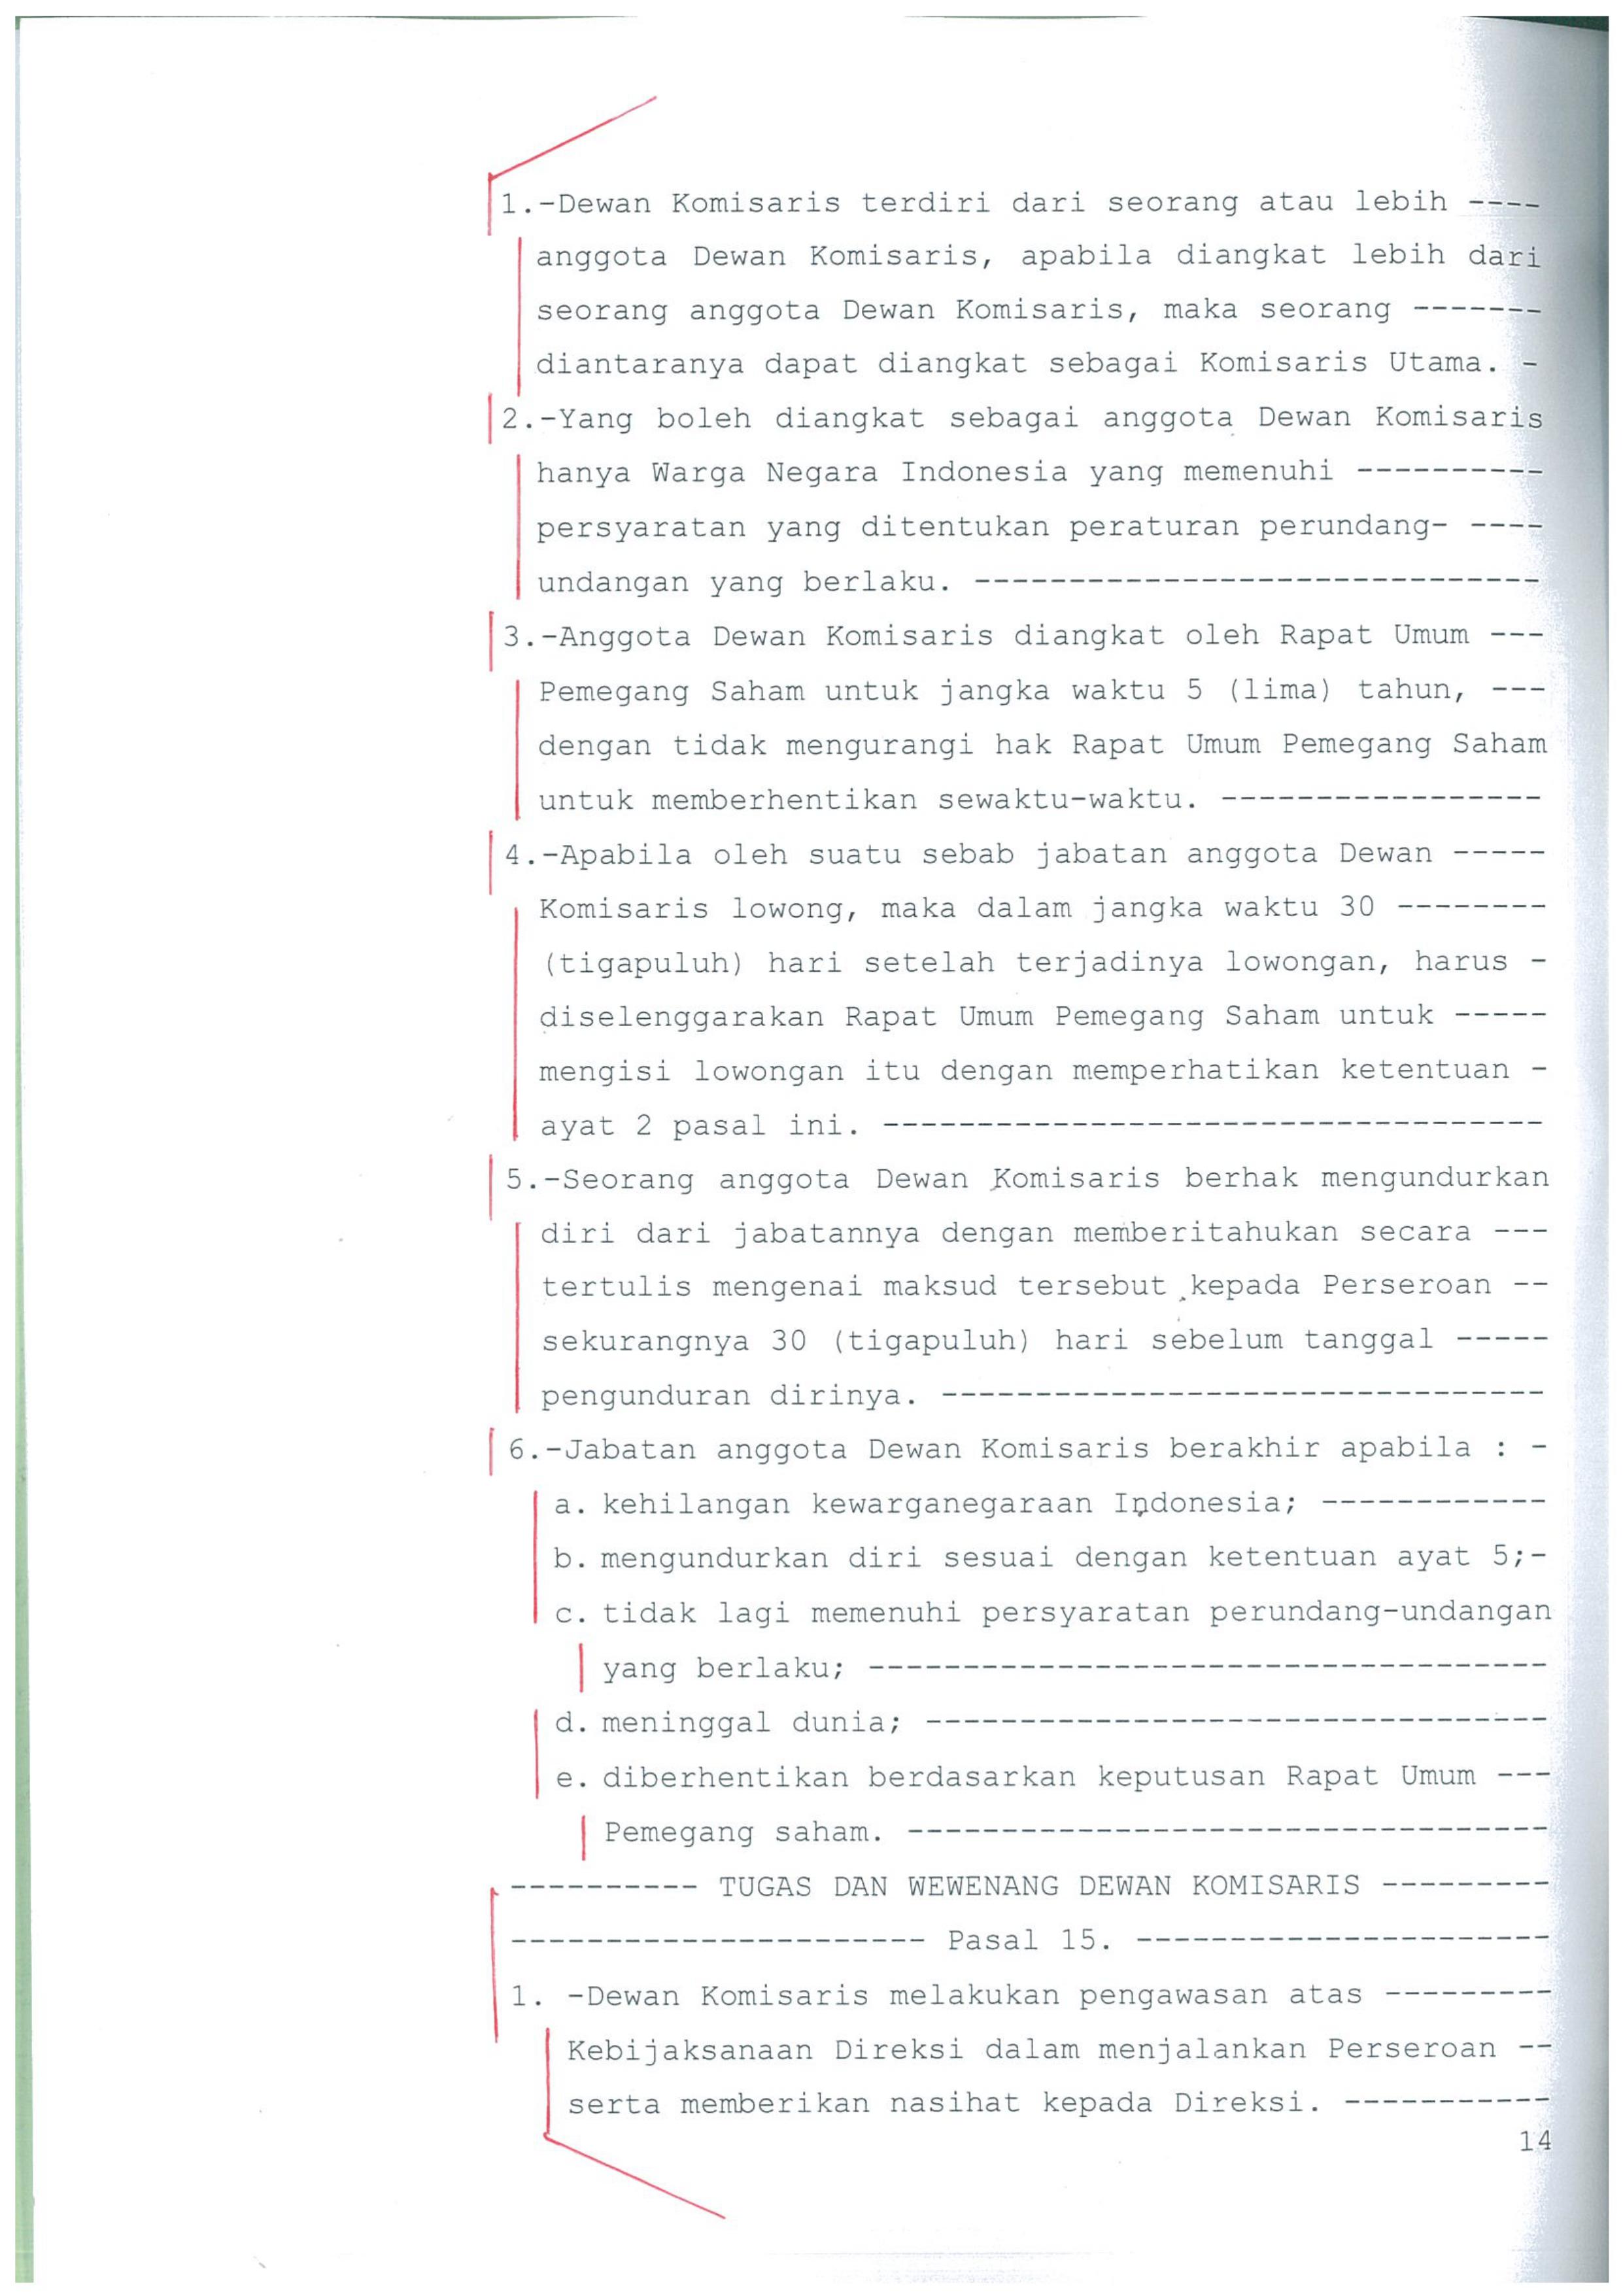 1.-Dewan Komisaris terdiri dari seorang atau lebih ----
anggota Dewan Komisaris, apabila diangkat lebih dari
seorang anggota Dewan Komisaris, maka seorang -------
diantaranya dapat diangkat sebagai Komisaris Utama. -
2.-Yang boleh diangkat sebagai anggota Dewan Komisaris
hanya Warga Negara Indonesia yang memenuhi ----------
persyaratan yang ditentukan peraturan perundang- ----
undangan yang berlaku. ------------------------------
3.-Anggota Dewan Komisaris diangkat oleh Rapat Umum ---
Pemegang Saham untuk jangka waktu 5 (lima) tahun, ---
dengan tidak mengurangi hak Rapat Umum Pemegang Saham
untuk memberhentikan sewaktu-waktu. -----------------
4.-Apabila oleh suatu sebab jabatan anggota Dewan -----
Komisaris lowong, maka dalam jangka waktu 30 --------
(tigapuluh) hari setelah terjadinya lowongan, harus -
diselenggarakan Rapat Umum Pemegang Saham untuk -----
mengisi lowongan itu dengan memperhatikan ketentuan -
ayat 2 pasal ini. -----------------------------------
5.-Seorang anggota Dewan Komisaris berhak mengundurkan
diri dari jabatannya dengan memberitahukan secara ---
tertulis mengenai maksud tersebut kepada Perseroan --
sekurangnya 30 (tigapuluh) hari sebelum tanggal -----
pengunduran dirinya. --------------------------------
6.-Jabatan anggota Dewan Komisaris berakhir apabila : -
a. kehilangan kewarganegaraan Indonesia; ------------
b. mengundurkan diri sesuai dengan ketentuan ayat 5;-
c. tidak lagi memenuhi persyaratan perundang-undangan
yang berlaku; ------------------------------------
d. meninggal dunia; ---------------------------------
e. diberhentikan berdasarkan keputusan Rapat Umum ---
Pemegang saham. ----------------------------------
---------- TUGAS DAN WEWENANG DEWAN KOMISARIS ---------
---------------------- Pasal 15. ----------------------
1. -Dewan Komisaris melakukan pengawasan atas ---------
Kebijaksanaan Direksi dalam menjalankan Perseroan --
serta memberikan nasihat kepada Direksi. -----------
14